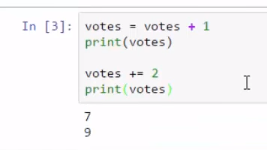 In [3]: votes = votes + 1
print(votes)
votes += 2
print(votes)
7
9